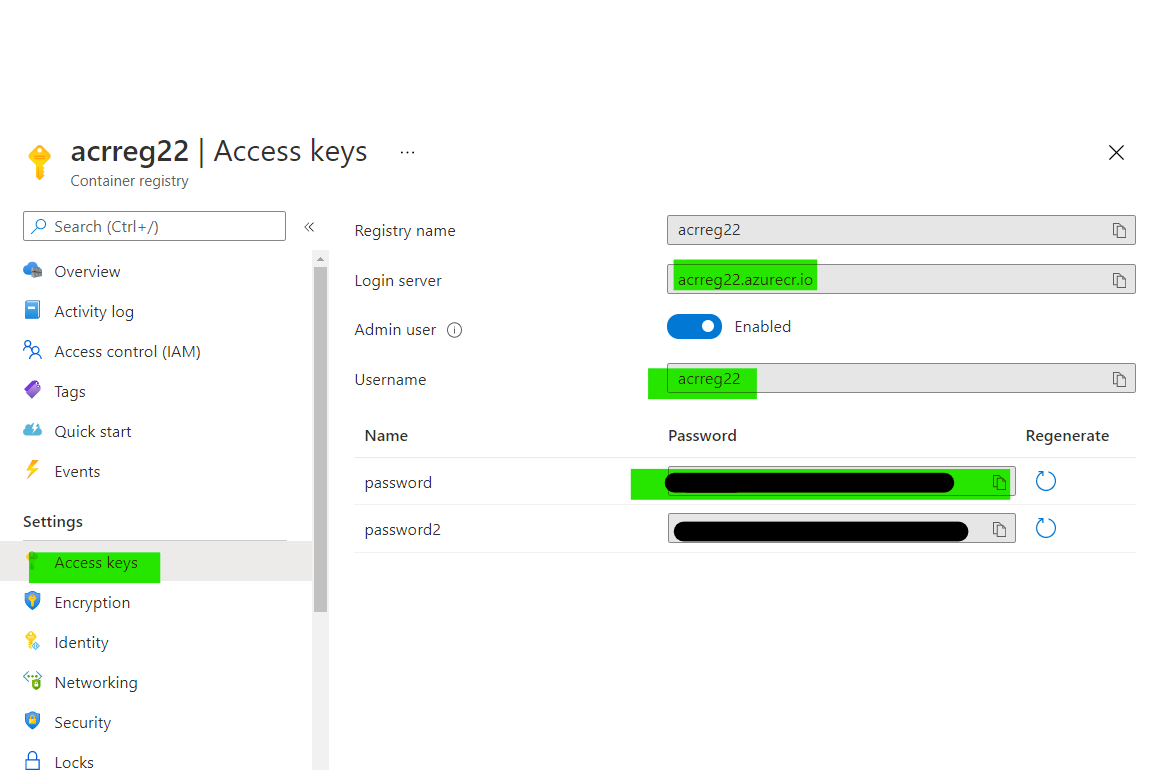 acrreg22 | Access keys ...
Container registry
Search (Ctrl+/)
«
Overview
Activity log
Access control (IAM)
Tags
Quick start
Events
Settings
Access keys
Encryption
Identity
Networking
Security
Locks
Registry name
acrreg22
Login server
acrreg22.azurecr.io
Admin user
Enabled
Username
acrreg22
Name Password Regenerate
password
password2